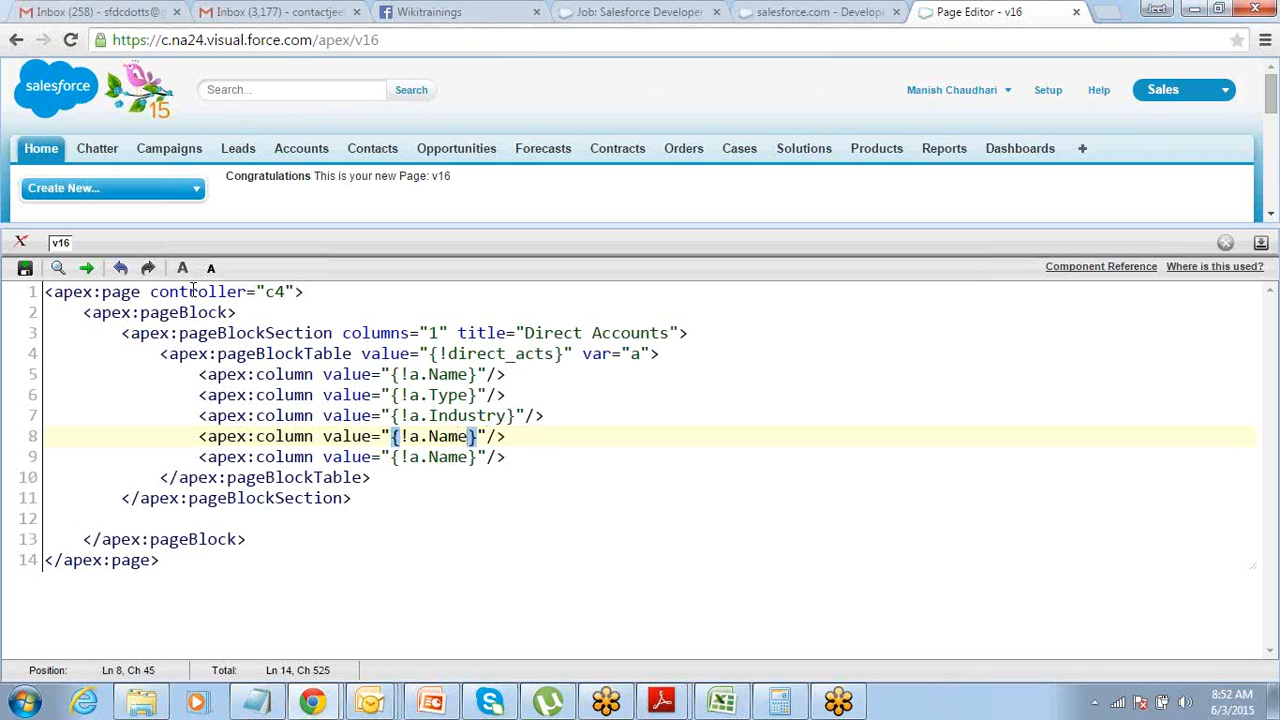 Inbox (258) - sfdcdotts@g
Inbox (3,177) - contactjee
Wikitrainings
Job: Salesforce Developer
salesforce.com - Develop
Page Editor - v16
Jeet
https://c.na24.visual.force.com/apex/v16
salesforce
15
Search...
Search
Manish Chaudhari
Setup
Help
Sales
Home Chatter Campaigns Leads Accounts Contacts Opportunities Forecasts Contracts Orders Cases Solutions Products Reports Dashboards +
Create New...
Congratulations This is your new Page: v16
v16
A A
Component Reference Where is this used?
1 <apex:page controller="c4">
2 <apex:pageBlock>
3 <apex:pageBlockSection columns="1" title="Direct Accounts">
4 <apex:pageBlockTable value="{!direct_acts}" var="a">
5 <apex:column value="{!a.Name}"/>
6 <apex:column value="{!a.Type}"/>
7 <apex:column value="{!a.Industry}"/>
8 <apex:column value="{!a.Name}"/>
9 <apex:column value="{!a.Name}"/>
10 </apex:pageBlockTable>
11 </apex:pageBlockSection>
12
13 </apex:pageBlock>
14 </apex:page>
Position: Ln 8, Ch 45 Total: Ln 14, Ch 525
8:52 AM
6/3/2015